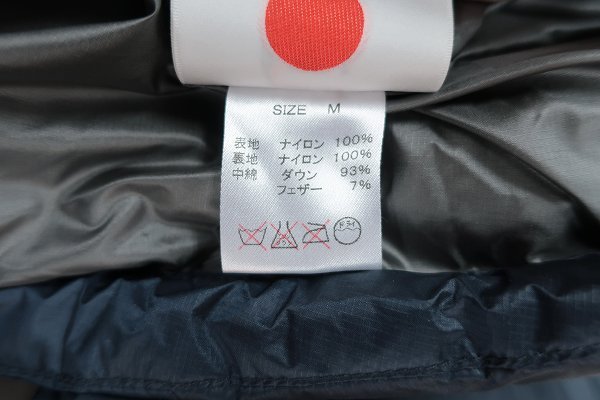 SIZE M
表地 ナイロン 100%
裏地 ナイロン 100%
中綿 ダウン 93%
フェザー 7%